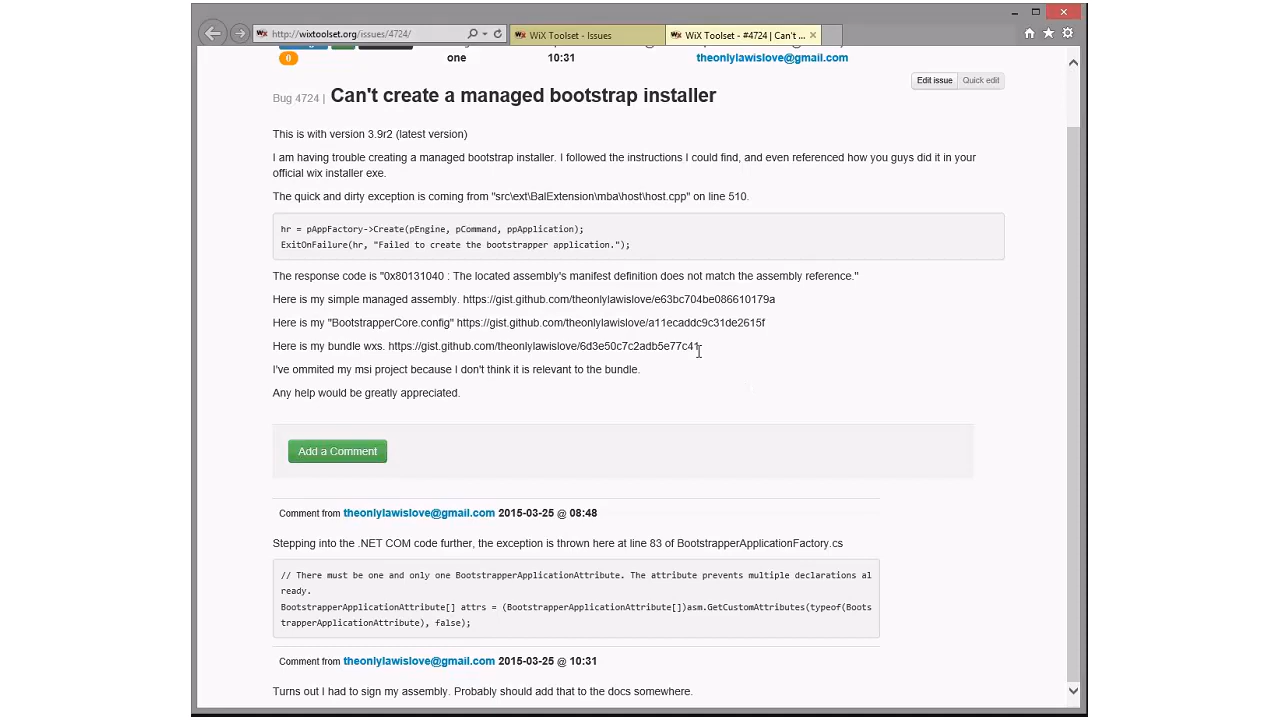 http://wixtoolset.org/issues/4724/
WiX Toolset - Issues
WiX Toolset - #4724 | Can't ...
0
one
10:31
theonlylawislove@gmail.com
Edit issue
Quick edit
Bug 4724 | Can't create a managed bootstrap installer
This is with version 3.9r2 (latest version)
I am having trouble creating a managed bootstrap installer. I followed the instructions I could find, and even referenced how you guys did it in your
official wix installer exe.
The quick and dirty exception is coming from "src\ext\BalExtension\mba\host\host.cpp" on line 510.
hr = pAppFactory->Create(pEngine, pCommand, ppApplication);
ExitOnFailure(hr, "Failed to create the bootstrapper application.");
The response code is "0x80131040 : The located assembly's manifest definition does not match the assembly reference."
Here is my simple managed assembly. https://gist.github.com/theonlylawislove/e63bc704be086610179a
Here is my "BootstrapperCore.config" https://gist.github.com/theonlylawislove/a11ecaddc9c31de2615f
Here is my bundle wxs. https://gist.github.com/theonlylawislove/6d3e50c7c2adb5e77c41
I've ommited my msi project because I don't think it is relevant to the bundle.
Any help would be greatly appreciated.
Add a Comment
Comment from theonlylawislove@gmail.com 2015-03-25 @ 08:48
Stepping into the .NET COM code further, the exception is thrown here at line 83 of BootstrapperApplicationFactory.cs
// There must be one and only one BootstrapperApplicationAttribute. The attribute prevents multiple declarations al
ready.
BootstrapperApplicationAttribute[] attrs = (BootstrapperApplicationAttribute[])asm.GetCustomAttributes(typeof(Boots
trapperApplicationAttribute), false);
Comment from theonlylawislove@gmail.com 2015-03-25 @ 10:31
Turns out I had to sign my assembly. Probably should add that to the docs somewhere.